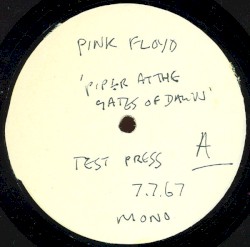 PINK FLOYD
'PIPER AT THE
GATES OF DAWN'
TEST PRESS A
7.7.67
MONO